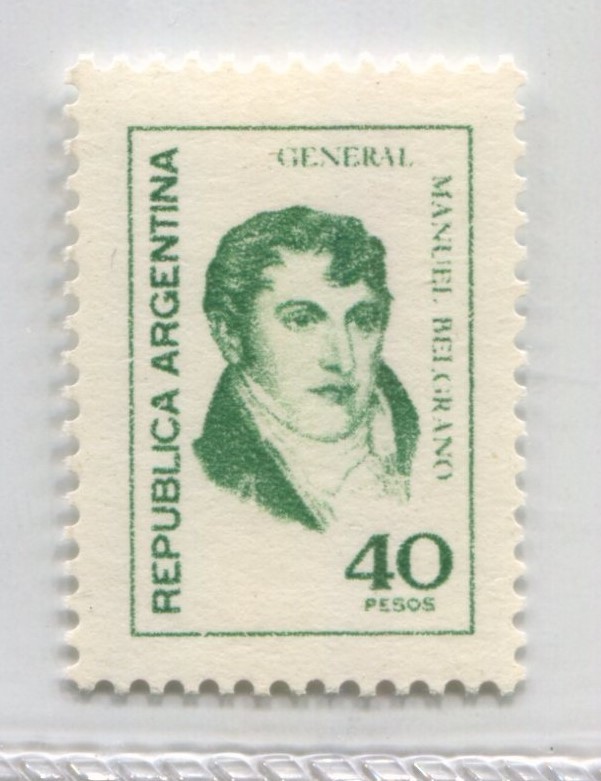 GENERAL
MANUEL BELGRANO
REPUBLICA ARGENTINA
40
PESOS